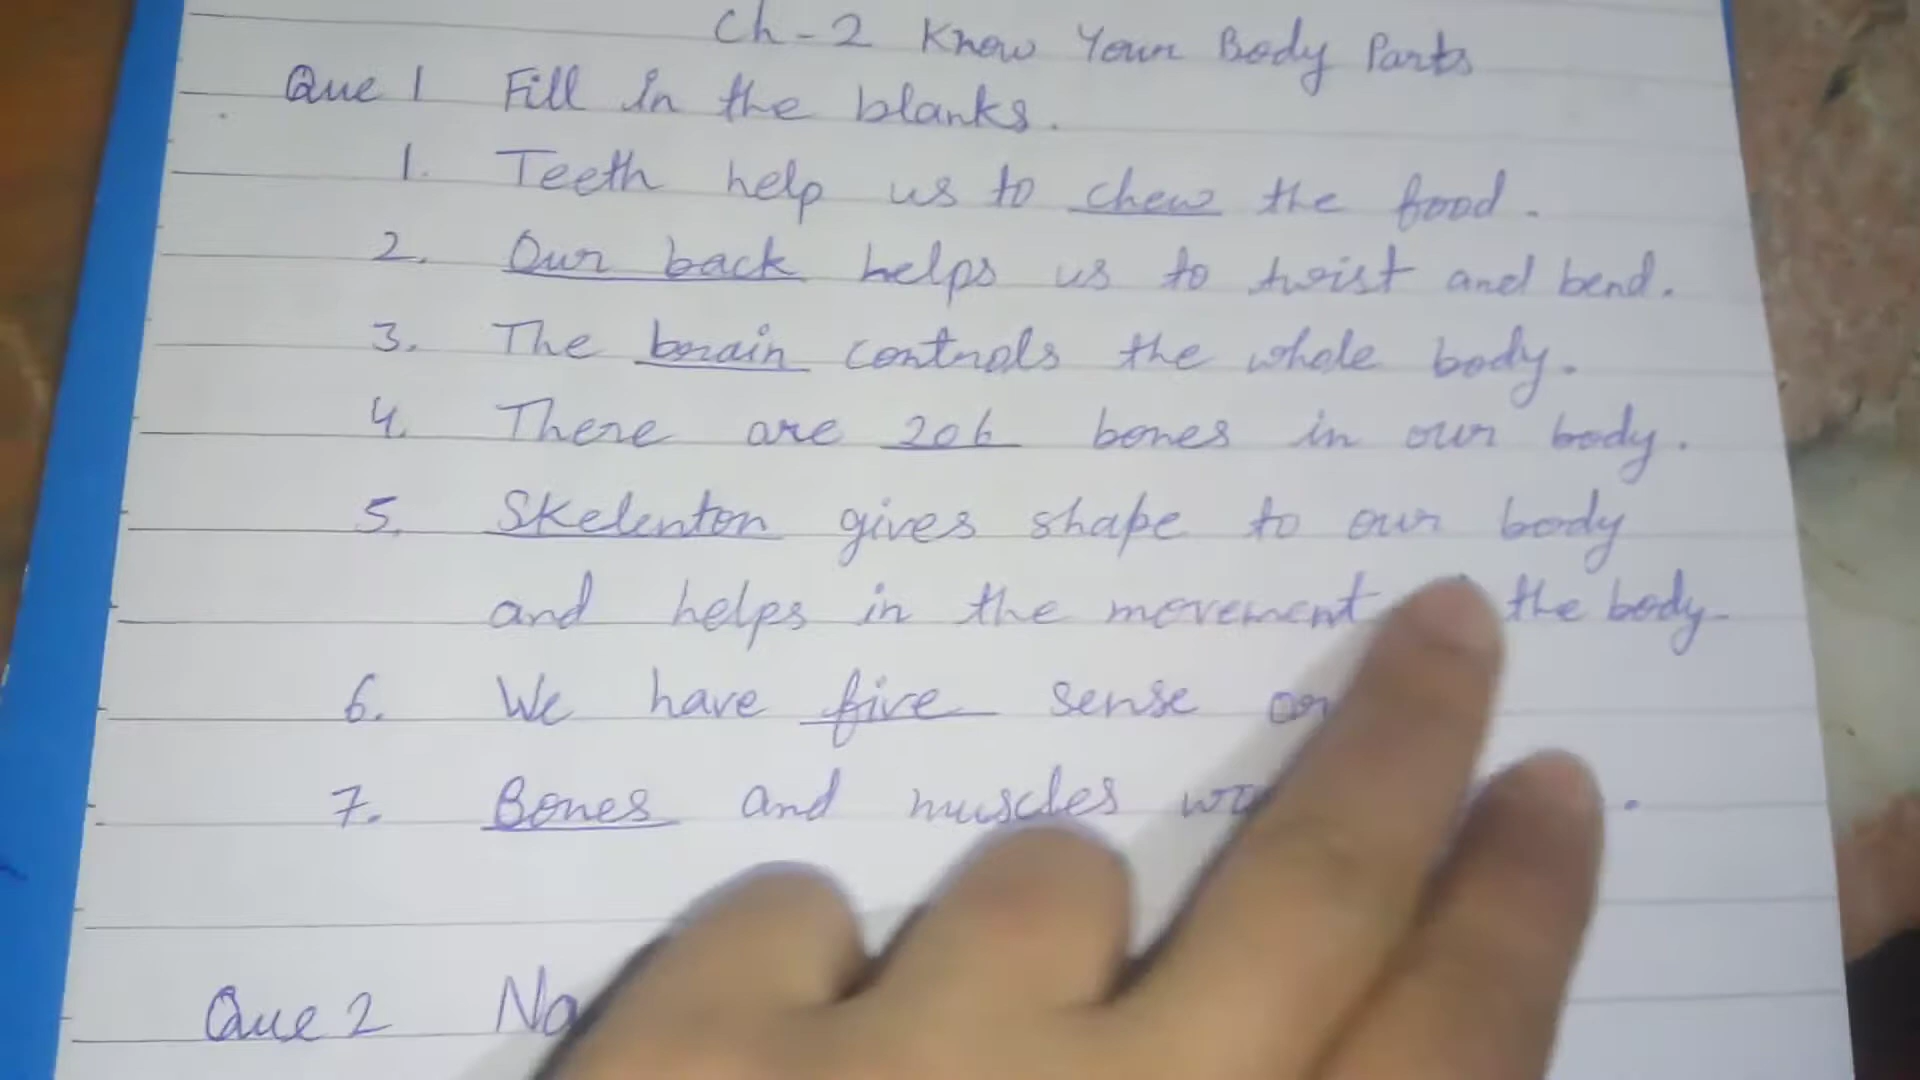 Ch-2 Know Your Body Parts
Que 1 Fill in the blanks.
1. Teeth help us to chew the food.
2. Our back helps us to twist and bend.
3. The brain controls the whole body.
4. There are 206 bones in our body.
5. Skelenton gives shape to our body
and helps in the movement the body.
6. We have five sense
7. Bones and muscles
Que 2